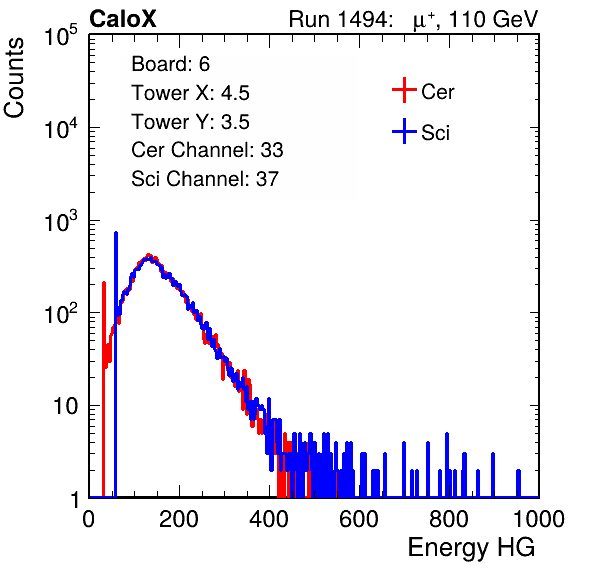 CaloX Run 1494: μ⁺, 110 GeV
Counts
10⁵
10⁴
10³
10²
10
1
Board: 6
Tower X: 4.5
Tower Y: 3.5
Cer Channel: 33
Sci Channel: 37
Cer
Sci
0 200 400 600 800 1000
Energy HG